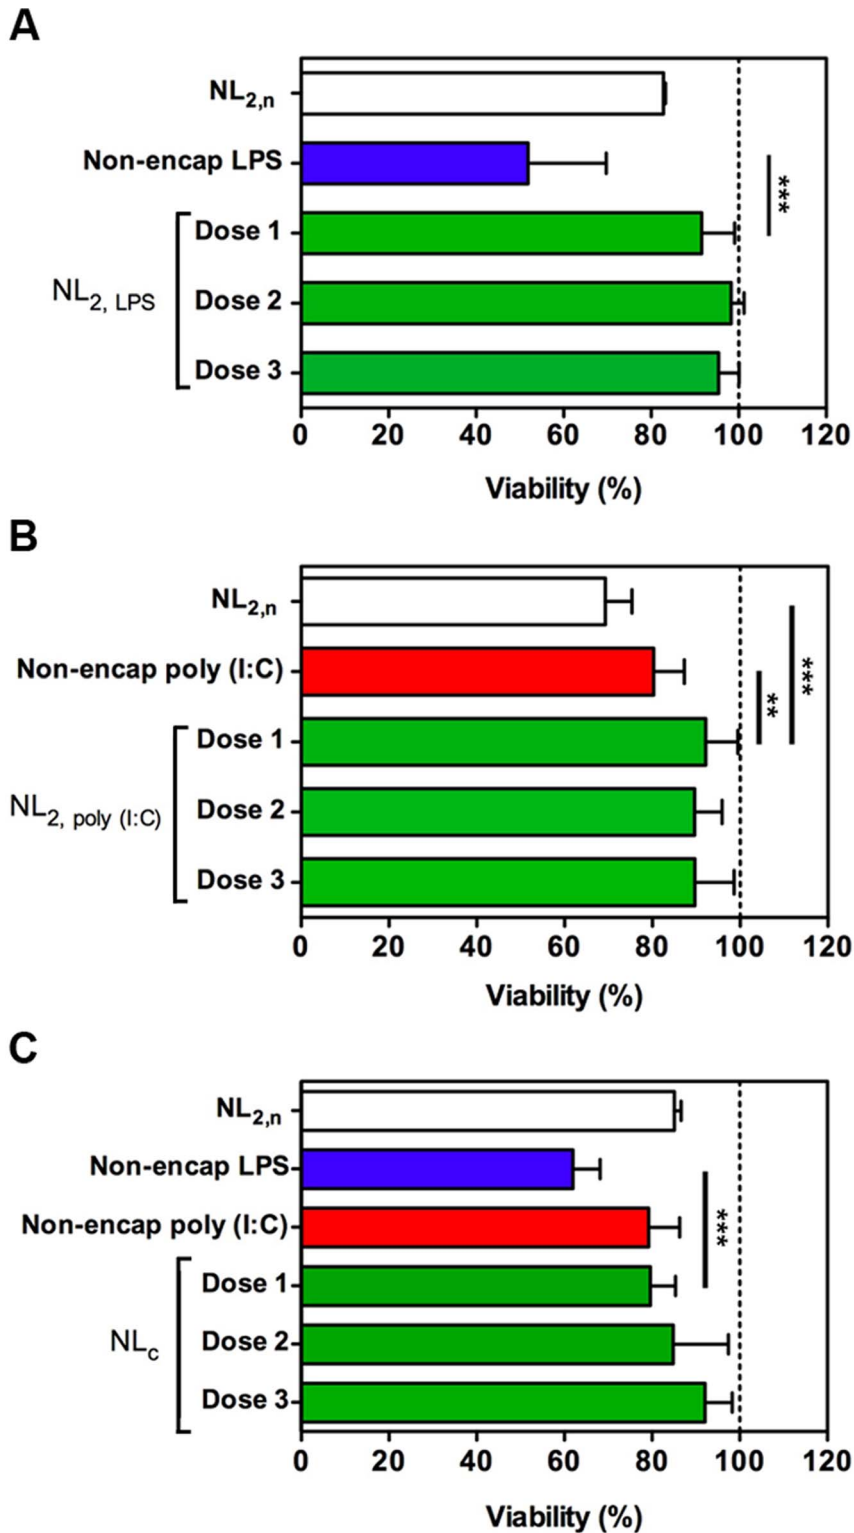 A
NL2,n
Non-encap LPS
***
Dose 1
NL2, LPS
Dose 2
Dose 3
0 20 40 60 80 100 120
Viability (%)
B
NL2,n
Non-encap poly (I:C)
***
**
Dose 1
NL2, poly (I:C)
Dose 2
Dose 3
0 20 40 60 80 100 120
Viability (%)
C
NL2,n
Non-encap LPS
Non-encap poly (I:C)
***
Dose 1
NLc
Dose 2
Dose 3
0 20 40 60 80 100 120
Viability (%)